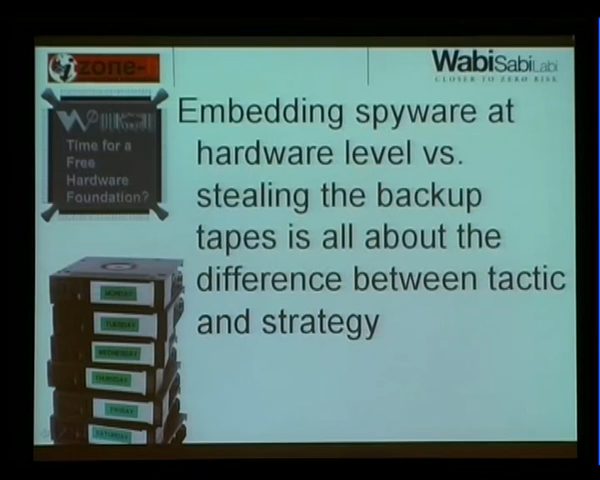 zone-
WabiSabiLabi
CLOSER TO ZERO RISK
Time for a
Free
Hardware
Foundation?
Embedding spyware at
hardware level vs.
stealing the backup
tapes is all about the
difference between tactic
and strategy
MONDAY
TUESDAY
WEDNESDAY
THURSDAY
FRIDAY
SATURDAY